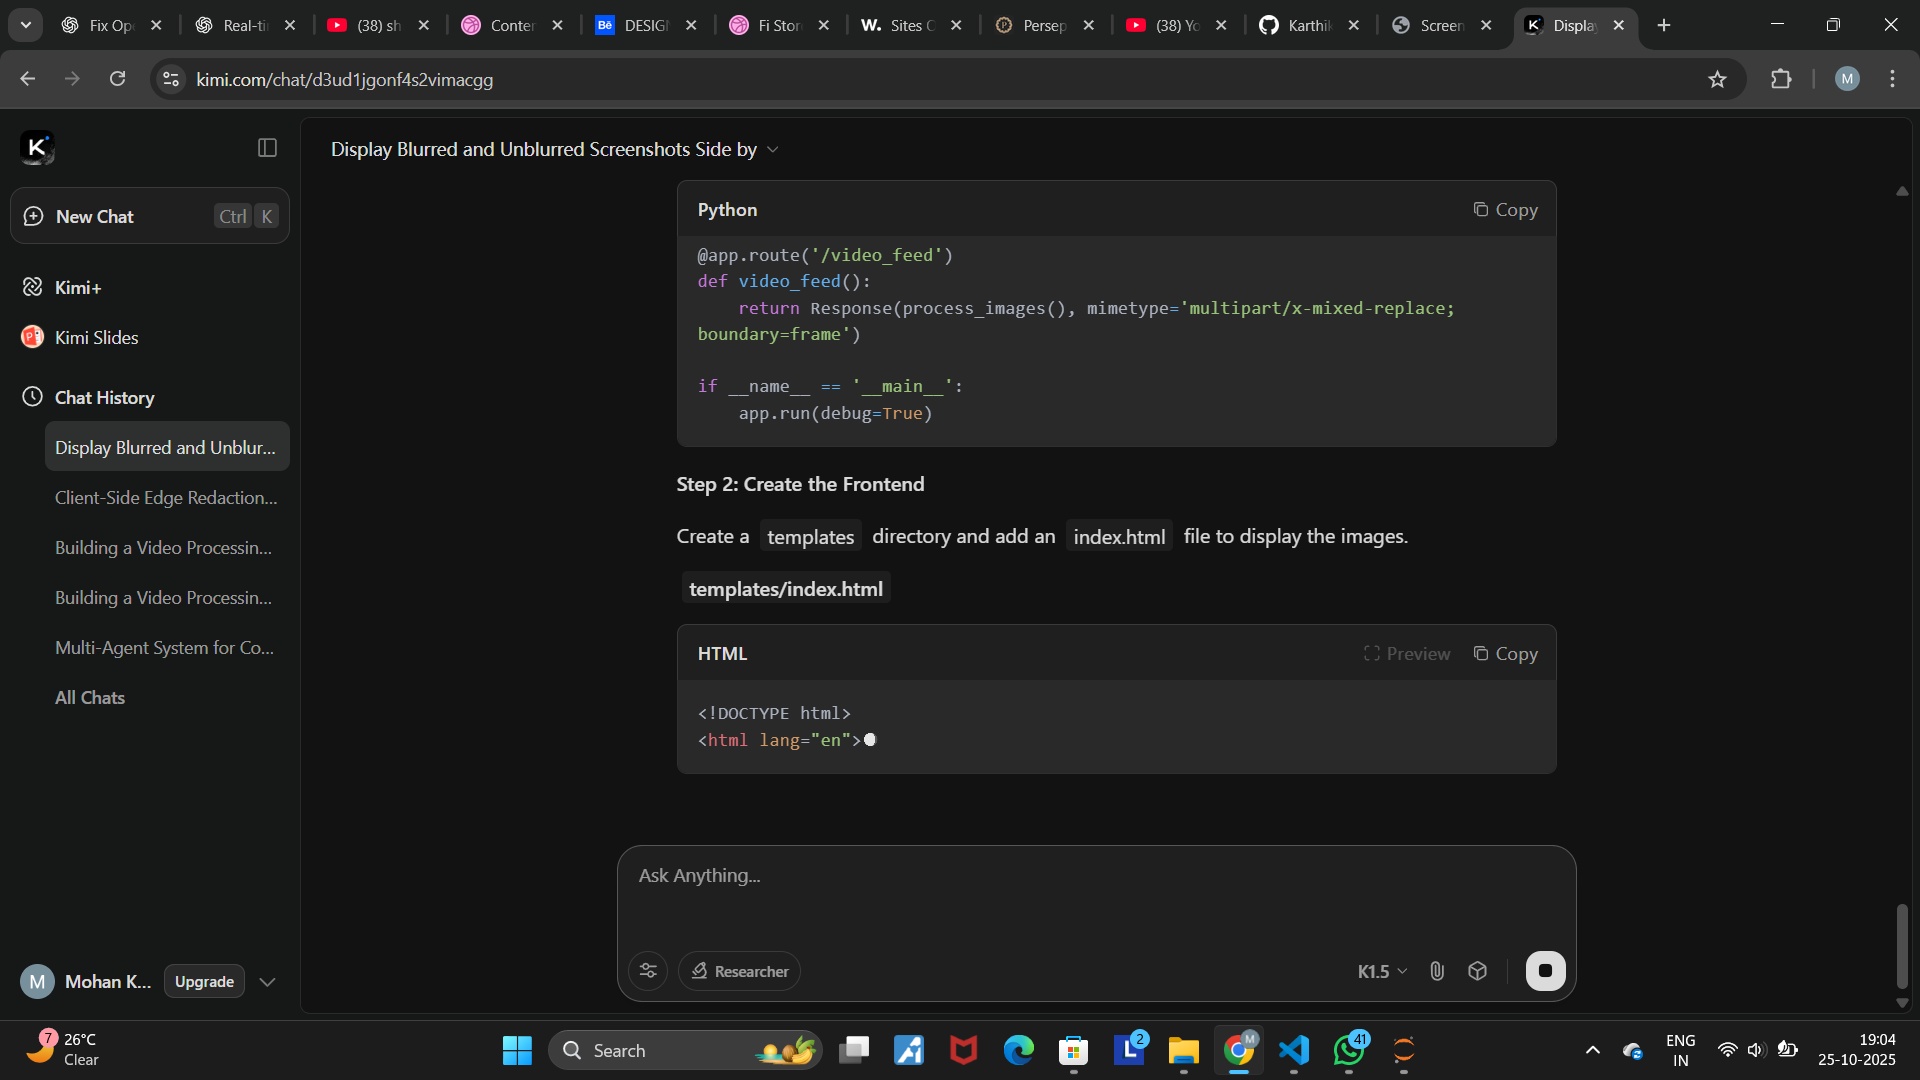 Fix Op
Real-ti
(38) sh
Conter
Bē DESIGI
Fi Stor
W. Sites C
Persep
(38) Yo
Karthik
Screen
Displa
kimi.com/chat/d3ud1jgonf4s2vimacgg
M
K
Display Blurred and Unblurred Screenshots Side by
New Chat Ctrl K
Kimi+
Kimi Slides
Chat History
Display Blurred and Unblur...
Client-Side Edge Redaction...
Building a Video Processin...
Building a Video Processin...
Multi-Agent System for Co...
All Chats
M Mohan K... Upgrade
Python Copy
@app.route('/video_feed')
def video_feed():
return Response(process_images(), mimetype='multipart/x-mixed-replace;
boundary=frame')
if __name__ == '__main__':
app.run(debug=True)
Step 2: Create the Frontend
Create a templates directory and add an index.html file to display the images.
templates/index.html
HTML Preview Copy
<!DOCTYPE html>
<html lang="en">
Ask Anything...
Researcher K1.5
7 26°C
Clear
Search
2
M
41
ENG
IN
19:04
25-10-2025